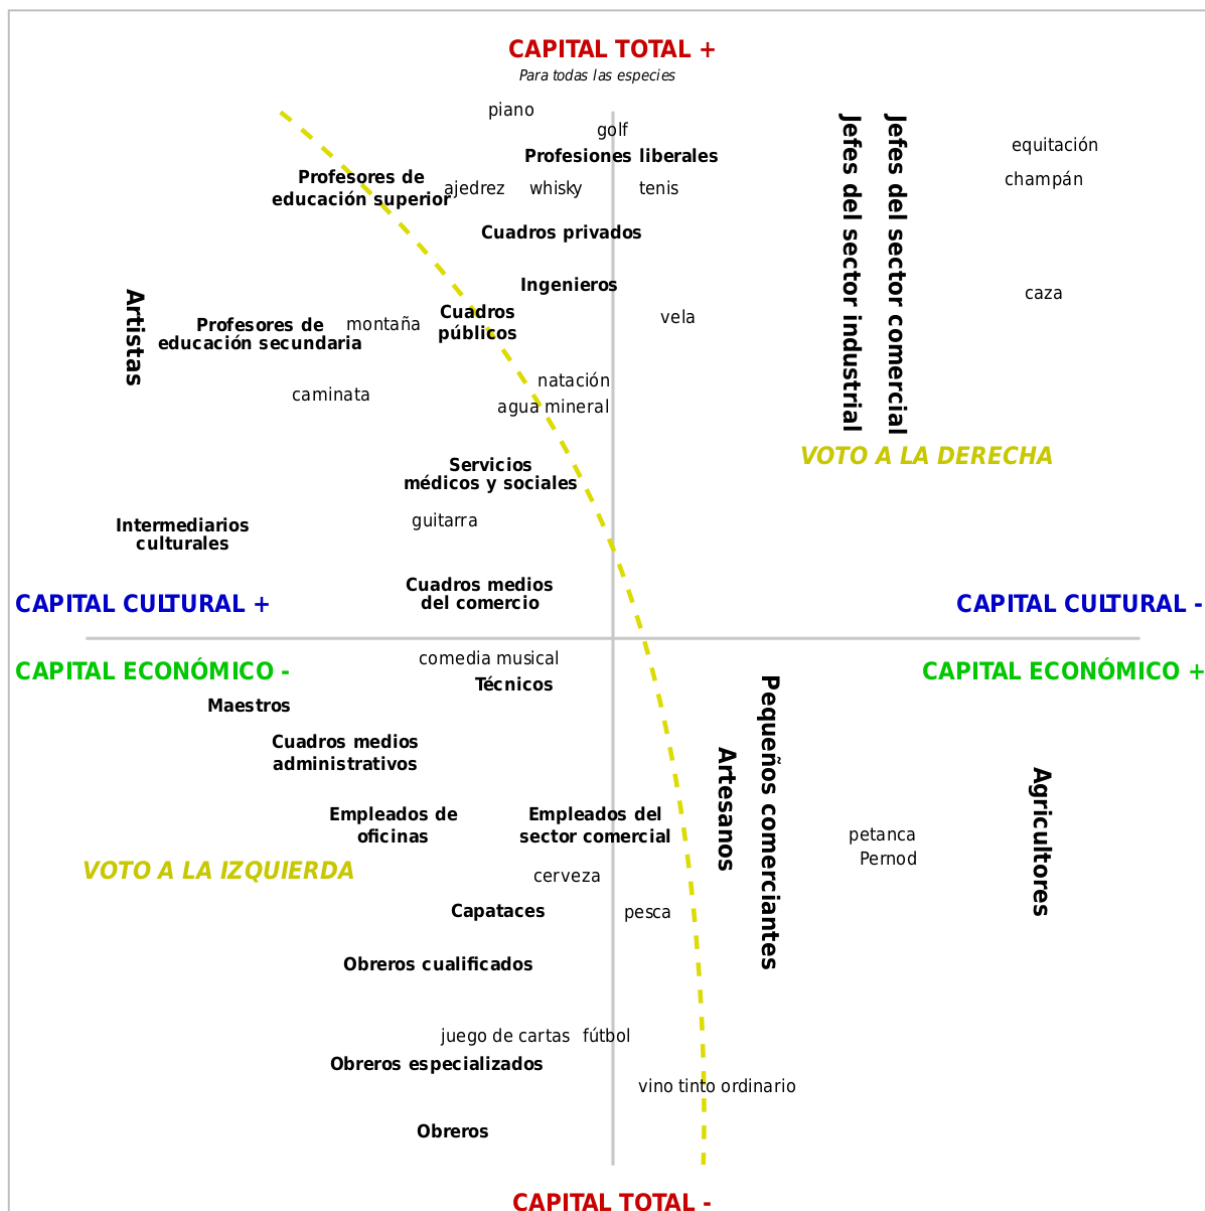 CAPITAL TOTAL +
Para todas las especies
piano
golf
Profesiones liberales
Jefes del sector industrial
Jefes del sector comercial
equitación
champán
Profesores de
educación superior
ajedrez
whisky
tenis
Cuadros privados
Ingenieros
caza
Artistas
Profesores de
educación secundaria
montaña
Cuadros
públicos
vela
caminata
natación
agua mineral
VOTO A LA DERECHA
Servicios
médicos y sociales
guitarra
Intermediarios
culturales
Cuadros medios
del comercio
CAPITAL CULTURAL +
CAPITAL CULTURAL -
CAPITAL ECONÓMICO -
CAPITAL ECONÓMICO +
comedia musical
Técnicos
Maestros
Cuadros medios
administrativos
Artesanos
Pequeños comerciantes
Agricultores
Empleados de
oficinas
Empleados del
sector comercial
petanca
Pernod
VOTO A LA IZQUIERDA
cerveza
Capataces
pesca
Obreros cualificados
juego de cartas
fútbol
Obreros especializados
vino tinto ordinario
Obreros
CAPITAL TOTAL -